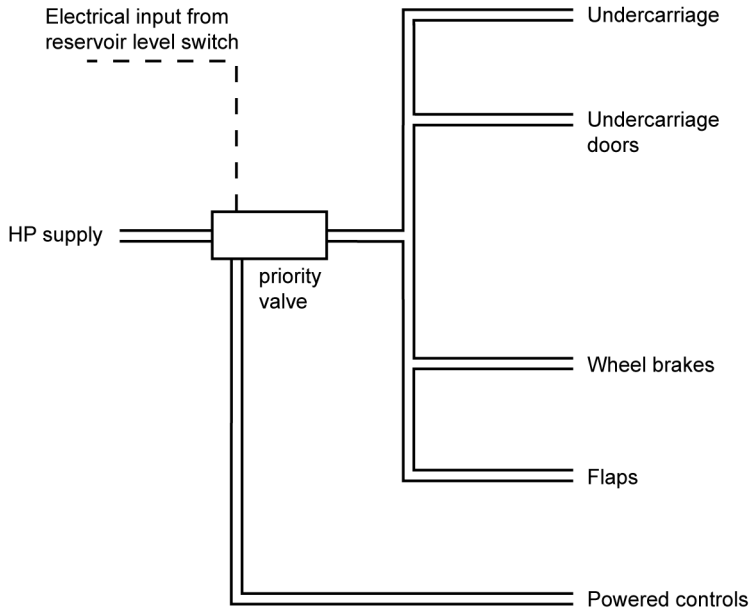 Electrical input from
reservoir level switch
Undercarriage
Undercarriage
doors
HP supply
priority
valve
Wheel brakes
Flaps
Powered controls